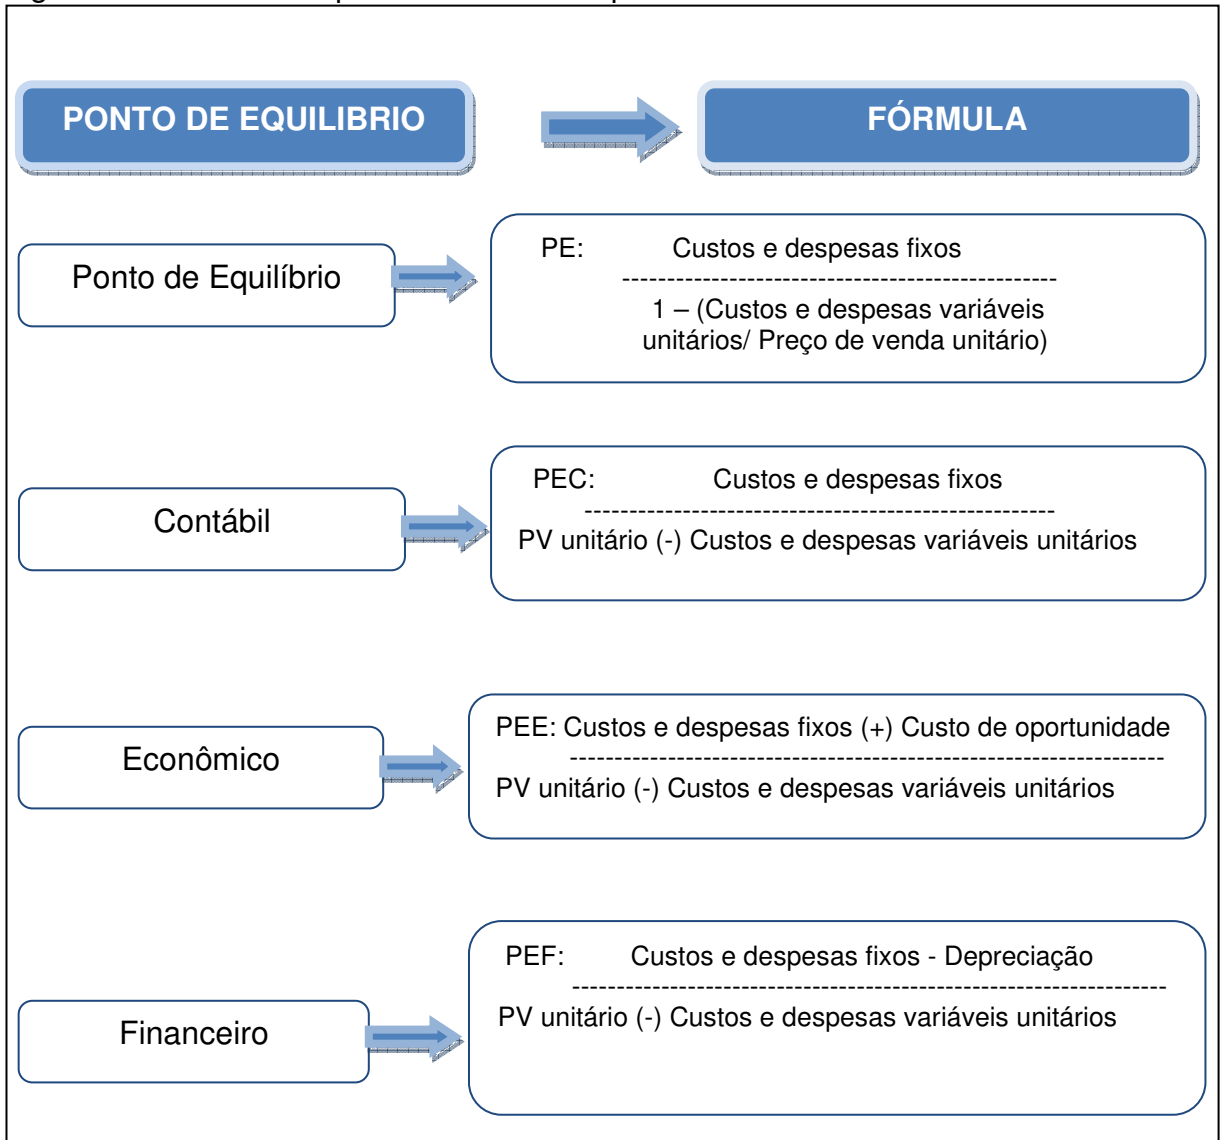 PONTO DE EQUILIBRIO
FÓRMULA
Ponto de Equilíbrio
PE: Custos e despesas fixos
----------------------------------------------------
1 – (Custos e despesas variáveis
unitários/ Preço de venda unitário)
Contábil
PEC: Custos e despesas fixos
----------------------------------------------------
PV unitário (-) Custos e despesas variáveis unitários
Econômico
PEE: Custos e despesas fixos (+) Custo de oportunidade
------------------------------------------------------------------
PV unitário (-) Custos e despesas variáveis unitários
Financeiro
PEF: Custos e despesas fixos - Depreciação
------------------------------------------------------------------
PV unitário (-) Custos e despesas variáveis unitários